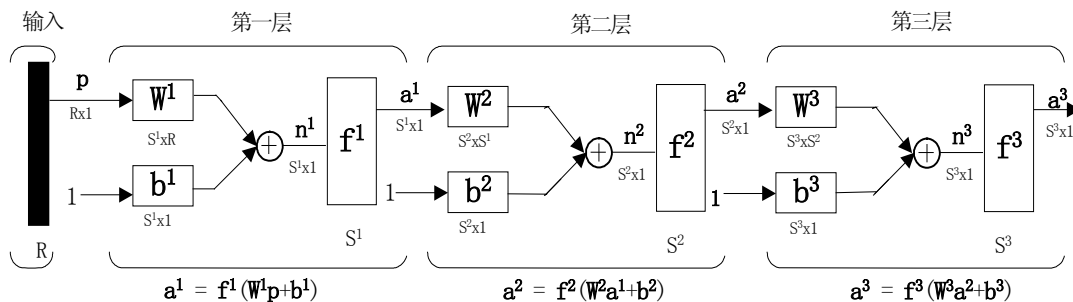 输入 第一层 第二层 第三层
p W¹ n¹ f¹ a¹ W² n² f² a² W³ n³ f³ a³
Rx1 S¹xR S¹x1 S¹x1 S²xS¹ S²x1 S²x1 S³xS² S³x1 S³x1
1 b¹ 1 b² 1 b³
S¹x1 S²x1 S³x1
R S¹ S² S³
a¹ = f¹(W¹p+b¹) a² = f²(W²a¹+b²) a³ = f³(W³a²+b³)